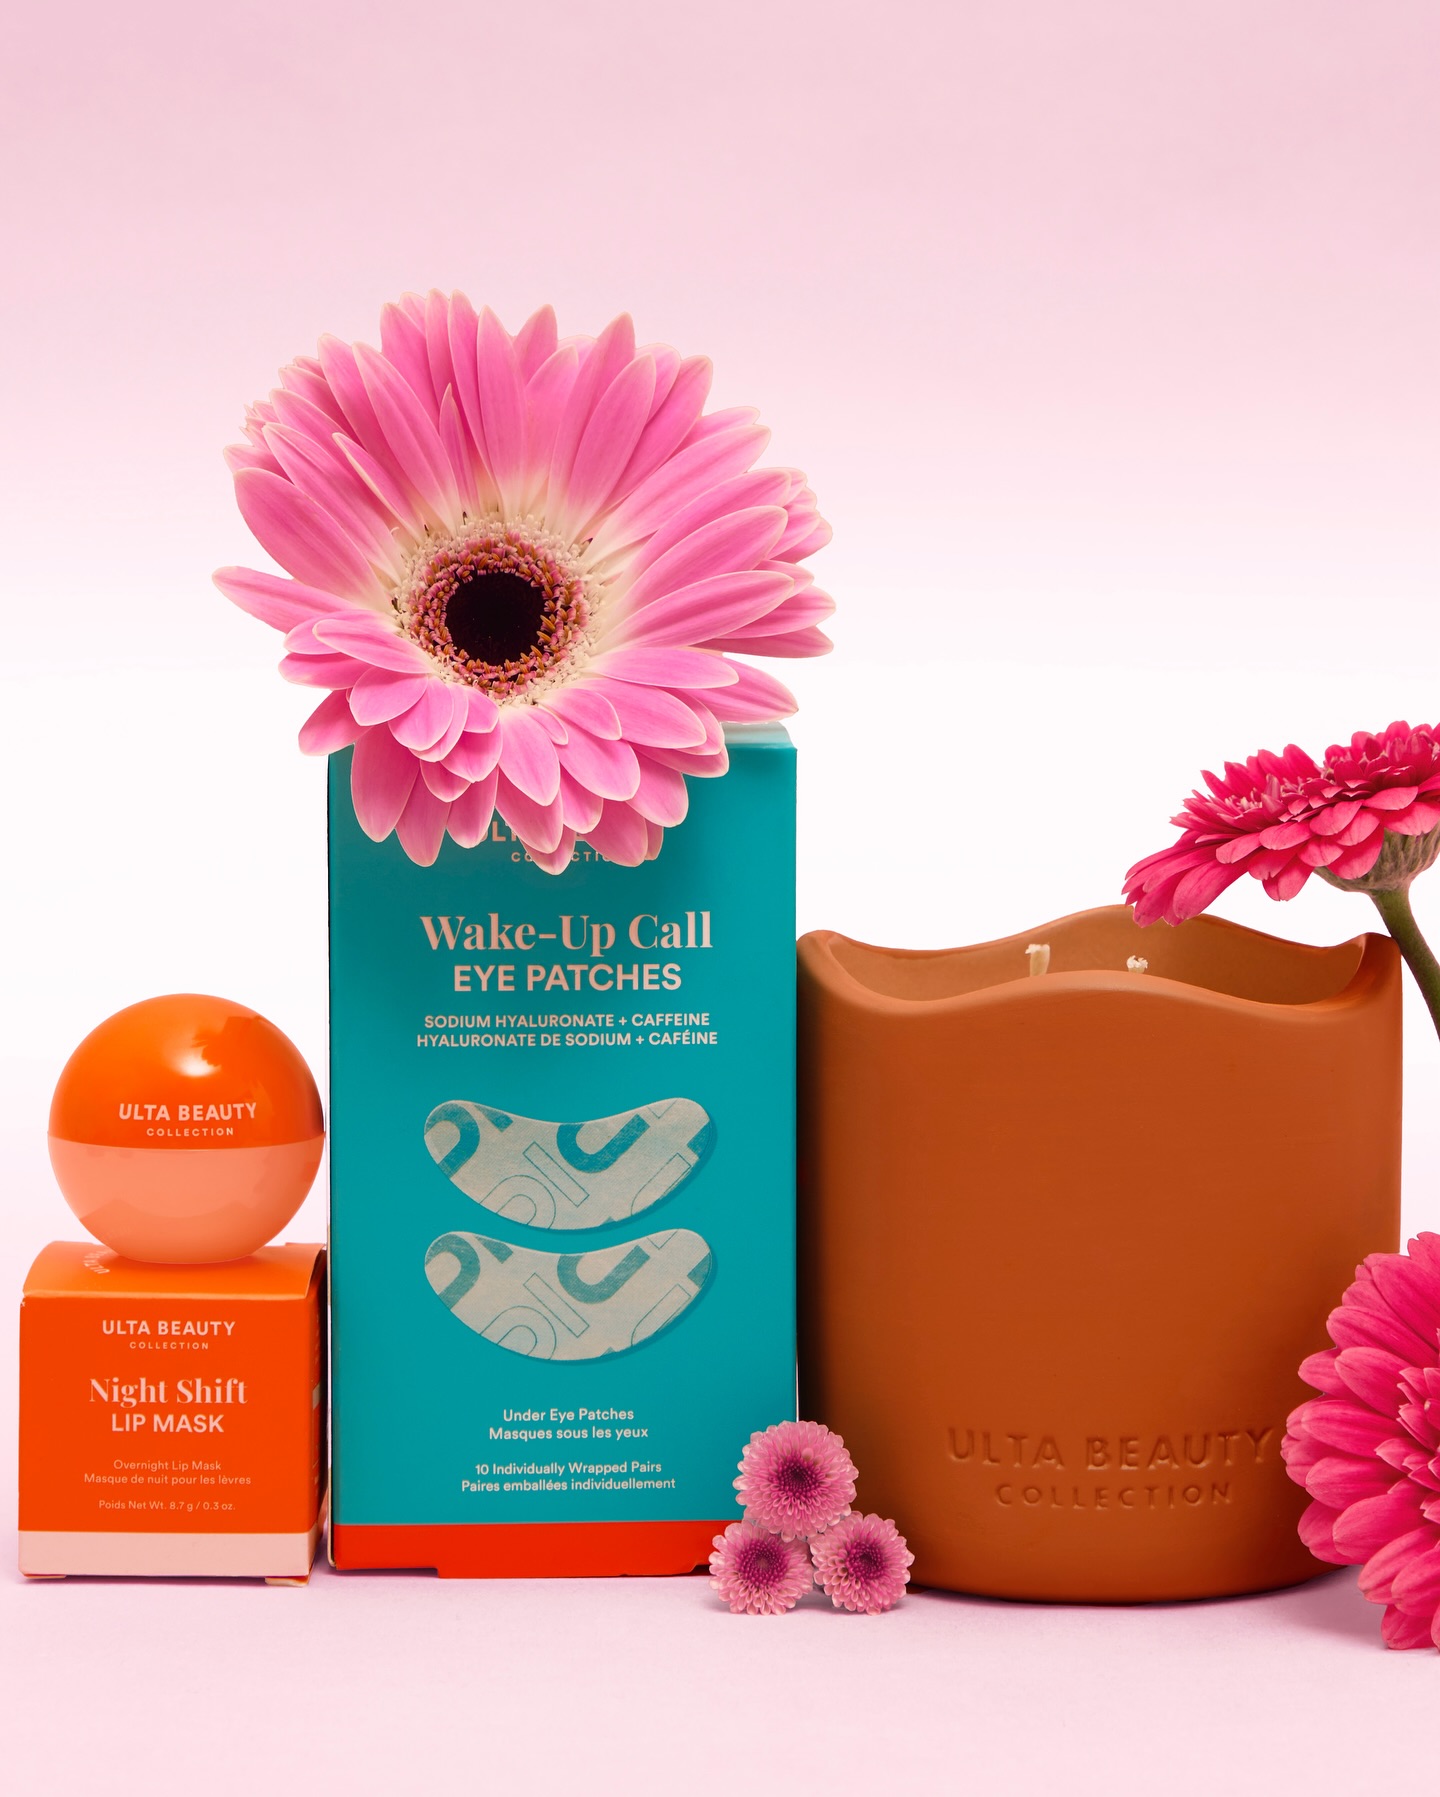 ULTA BEAUTY
COLLECTION
ULTA BEAUTY
COLLECTION
Night Shift
LIP MASK
Overnight Lip Mask
Masque de nuit pour les lèvres
Poids Net Wt. 8.7 g / 0.3 oz.
Wake-Up Call
EYE PATCHES
SODIUM HYALURONATE + CAFFEINE
HYALURONATE DE SODIUM + CAFÉINE
Under Eye Patches
Masques sous les yeux
10 Individually Wrapped Pairs
Paires emballées individuellement
ULTA BEAUTY
COLLECTION